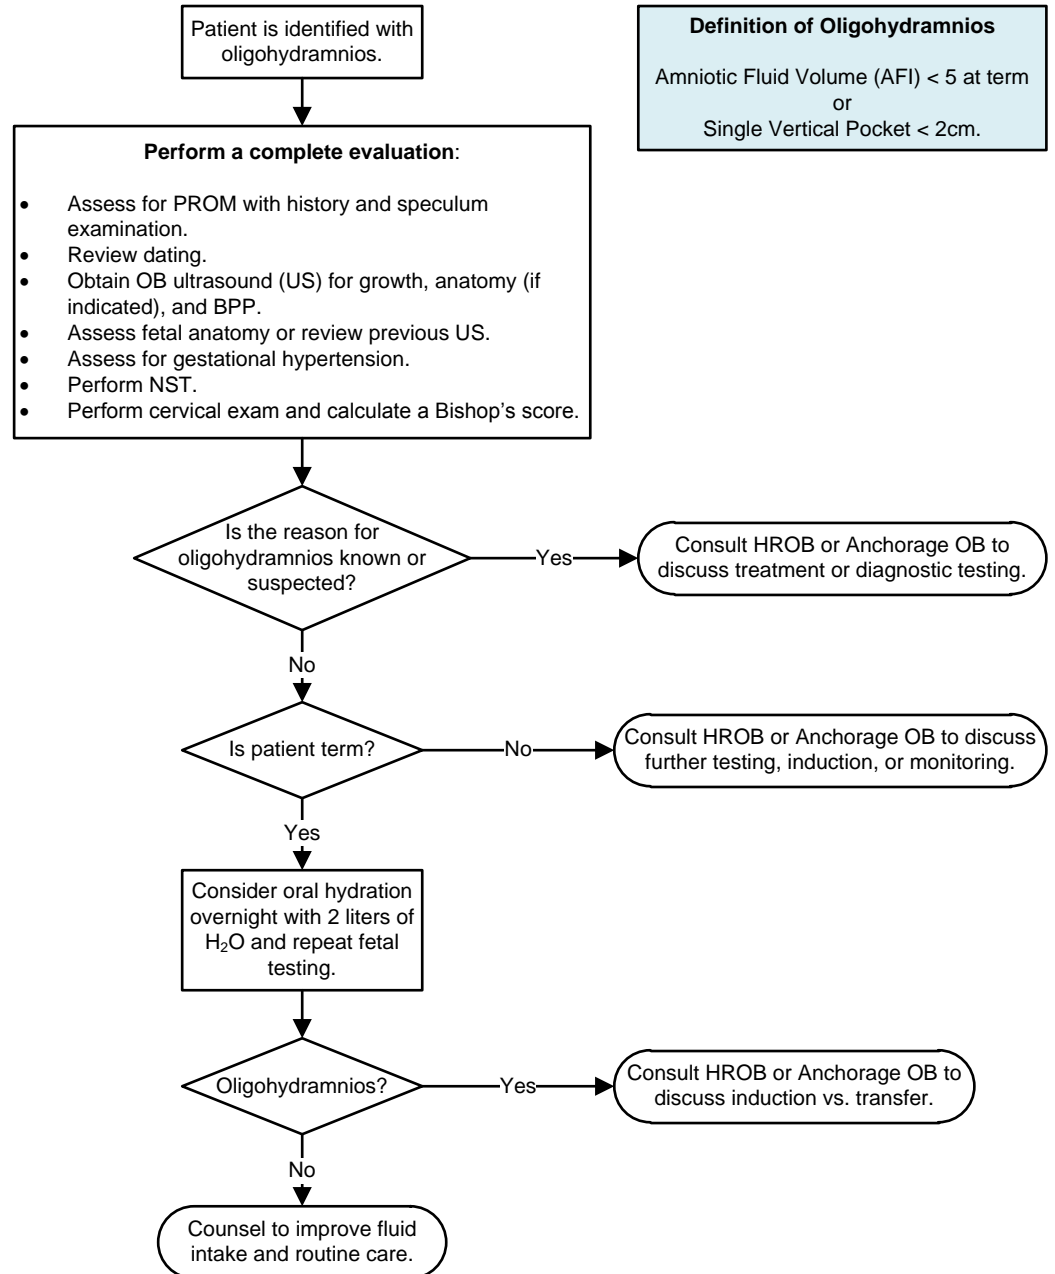 Patient is identified with
oligohydramnios.
Definition of Oligohydramnios
Amniotic Fluid Volume (AFI) < 5 at term
or
Single Vertical Pocket < 2cm.
Perform a complete evaluation:
• Assess for PROM with history and speculum
examination.
• Review dating.
• Obtain OB ultrasound (US) for growth, anatomy (if
indicated), and BPP.
• Assess fetal anatomy or review previous US.
• Assess for gestational hypertension.
• Perform NST.
• Perform cervical exam and calculate a Bishop’s score.
Is the reason for
oligohydramnios known or
suspected?
Yes
Consult HROB or Anchorage OB to
discuss treatment or diagnostic testing.
No
Is patient term?
No
Consult HROB or Anchorage OB to discuss
further testing, induction, or monitoring.
Yes
Consider oral hydration
overnight with 2 liters of
H₂O and repeat fetal
testing.
Oligohydramnios?
Yes
Consult HROB or Anchorage OB to
discuss induction vs. transfer.
No
Counsel to improve fluid
intake and routine care.